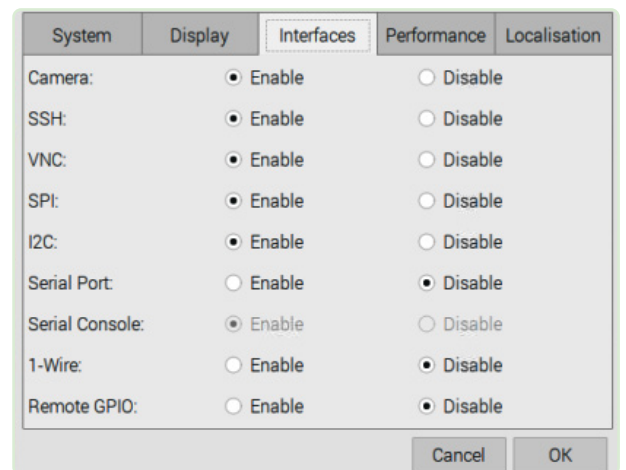 System Display Interfaces Performance Localisation
Camera: Enable Disable
SSH: Enable Disable
VNC: Enable Disable
SPI: Enable Disable
I2C: Enable Disable
Serial Port: Enable Disable
Serial Console: Enable Disable
1-Wire: Enable Disable
Remote GPIO: Enable Disable
Cancel OK